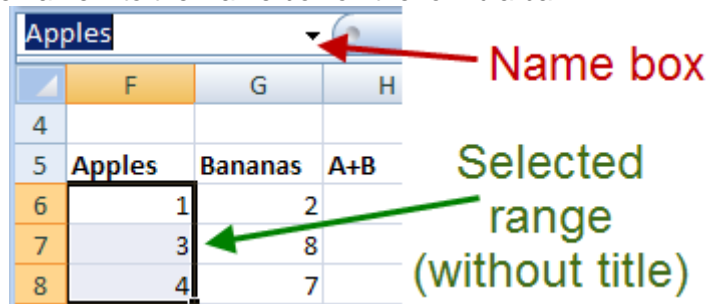 Apples
Name box
F G H
4
5 Apples Bananas A+B
6 1 2
7 3 8
8 4 7
Selected
range
(without title)